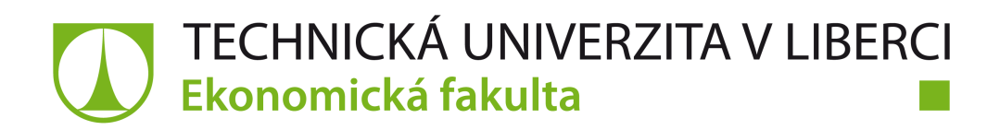 TECHNICKÁ UNIVERZITA V LIBERCI
Ekonomická fakulta